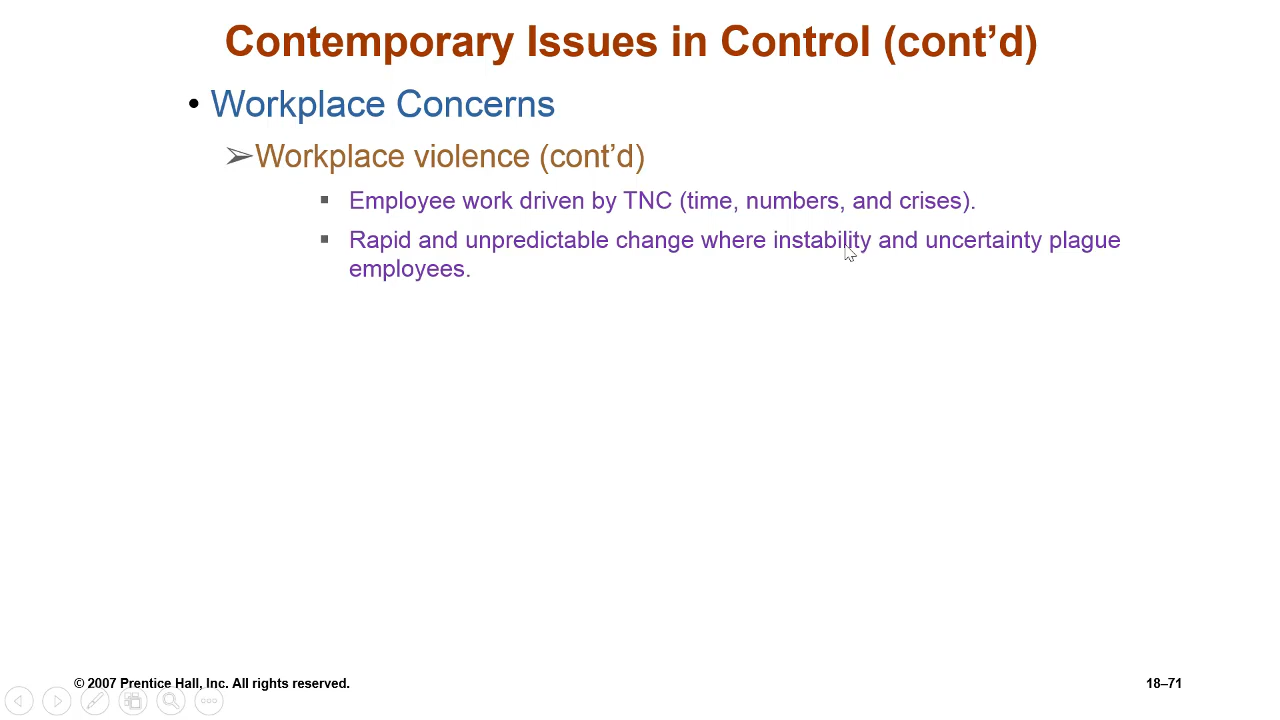 Contemporary Issues in Control (cont’d)
• Workplace Concerns
➢Workplace violence (cont’d)
▪ Employee work driven by TNC (time, numbers, and crises).
▪ Rapid and unpredictable change where instability and uncertainty plague
employees.
© 2007 Prentice Hall, Inc. All rights reserved.
18–71